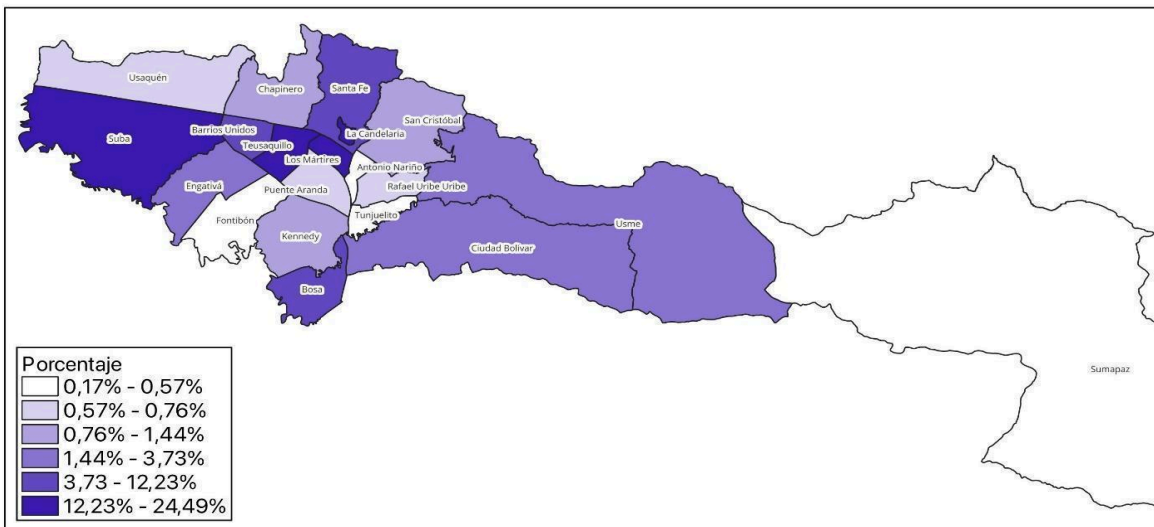 Usaquén
Chapinero
Santa Fe
San Cristóbal
Suba
Barrios Unidos
La Candelaria
Teusaquillo
Los Mártires
Antonio Nariño
Engativá
Puente Aranda
Rafael Uribe Uribe
Fontibón
Tunjuelito
Usme
Kennedy
Ciudad Bolivar
Bosa
Sumapaz
Porcentaje
0,17% - 0,57%
0,57% - 0,76%
0,76% - 1,44%
1,44% - 3,73%
3,73 - 12,23%
12,23% - 24,49%